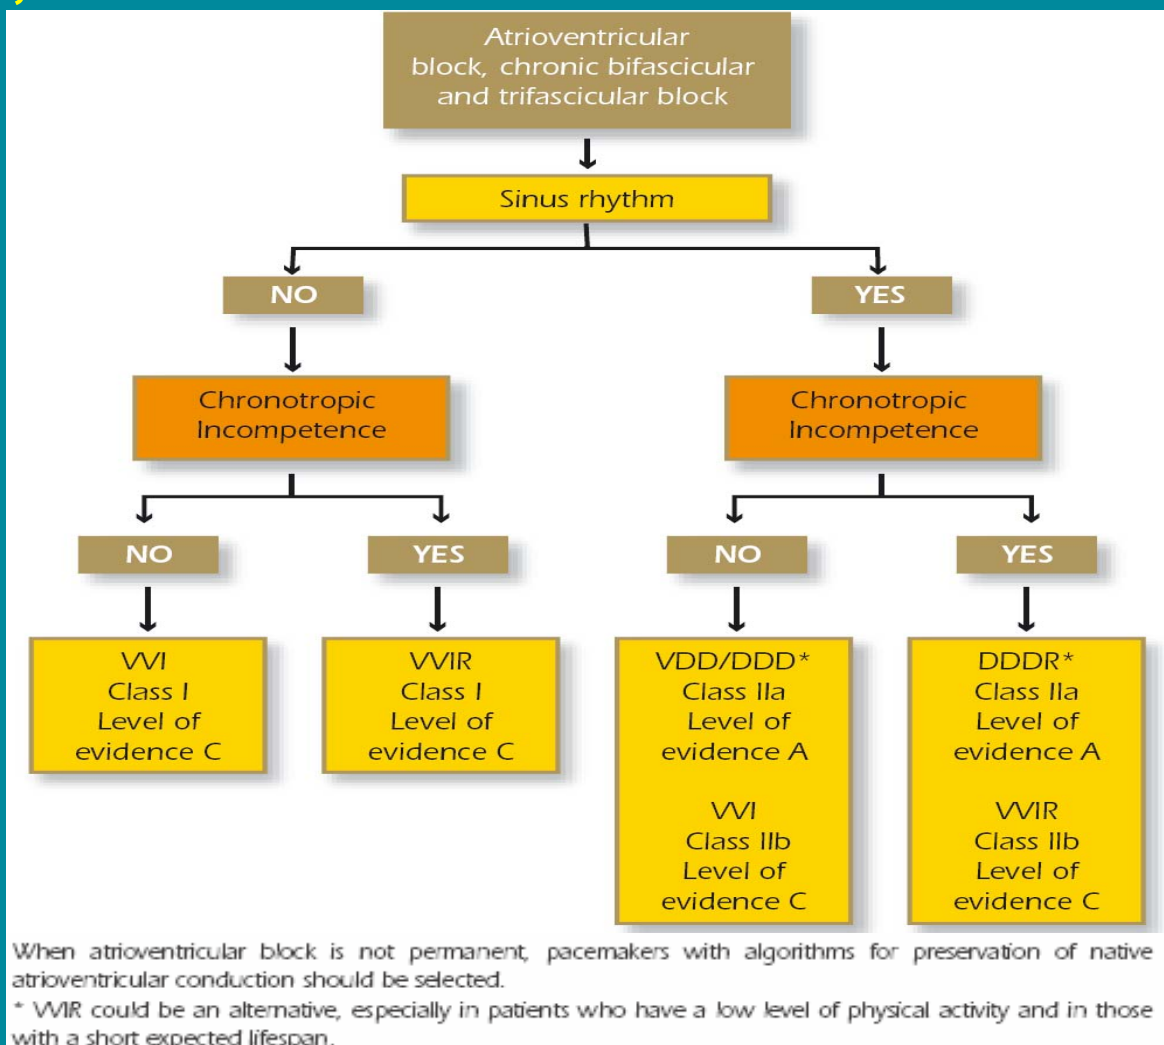 Atrioventricular
block, chronic bifascicular
and trifascicular block
Sinus rhythm
NO
YES
Chronotropic
Incompetence
Chronotropic
Incompetence
NO
YES
NO
YES
VVI
Class I
Level of
evidence C
VVIR
Class I
Level of
evidence C
VDD/DDD*
Class IIa
Level of
evidence A
VVI
Class IIb
Level of
evidence C
DDDR*
Class IIa
Level of
evidence A
VVIR
Class IIb
Level of
evidence C
When atrioventricular block is not permanent, pacemakers with algorithms for preservation of native
atrioventricular conduction should be selected.
* VVIR could be an alternative, especially in patients who have a low level of physical activity and in those
with a short expected lifespan.